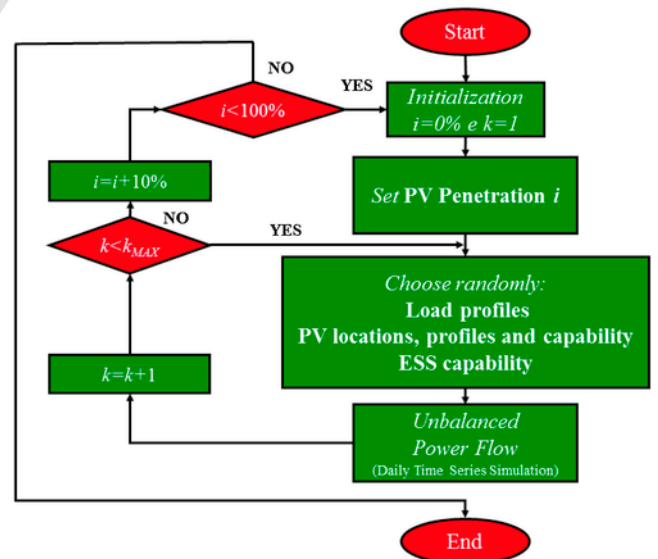 Start
NO
YES
i<100%
Initialization
i=0% e k=1
i=i+10%
Set PV Penetration i
NO
YES
k<kMAX
Choose randomly:
Load profiles
PV locations, profiles and capability
ESS capability
k=k+1
Unbalanced
Power Flow
(Daily Time Series Simulation)
End